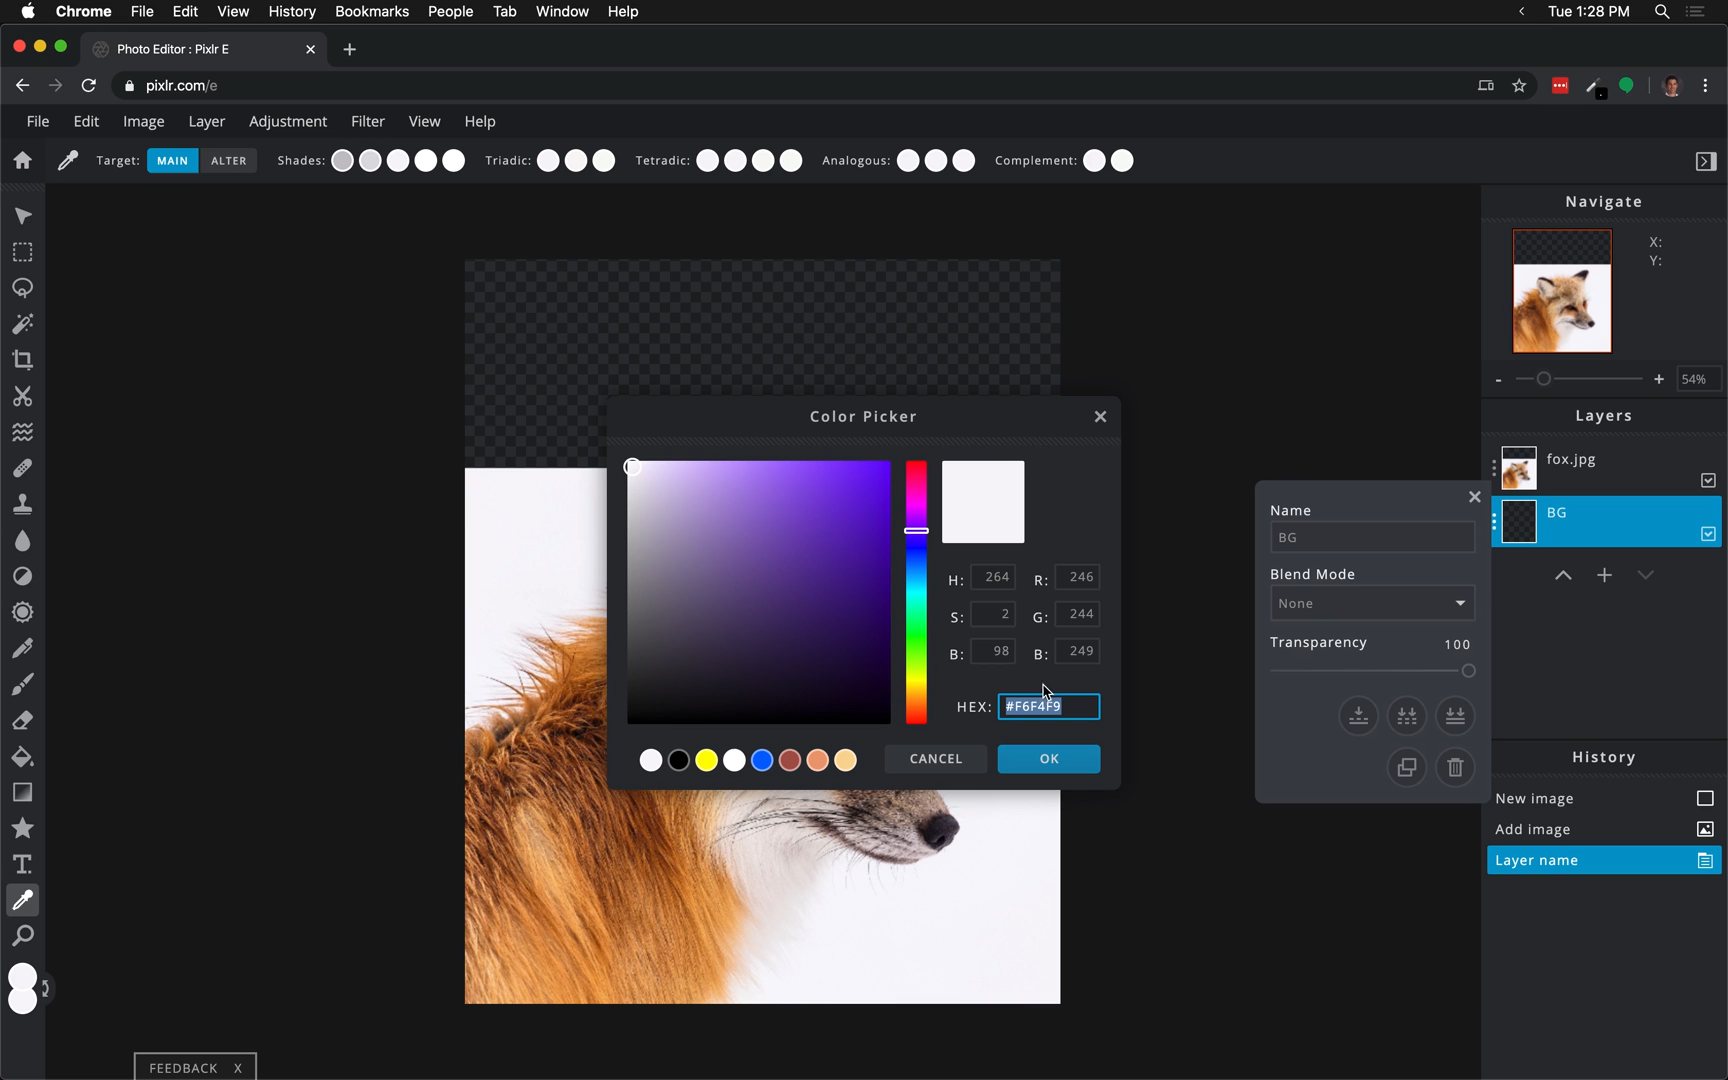 Chrome File Edit View History Bookmarks People Tab Window Help Tue 1:28 PM
Photo Editor : Pixlr E
pixlr.com/e
File Edit Image Layer Adjustment Filter View Help
Target: MAIN ALTER Shades: Triadic: Tetradic: Analogous: Complement:
Navigate
X:
Y:
- + 54%
Layers
fox.jpg
BG
Color Picker
H: 264 R: 246
S: 2 G: 244
B: 98 B: 249
HEX: #F6F4F9
CANCEL OK
Name
BG
Blend Mode
None
Transparency 100
History
New image
Add image
Layer name
T.
FEEDBACK X